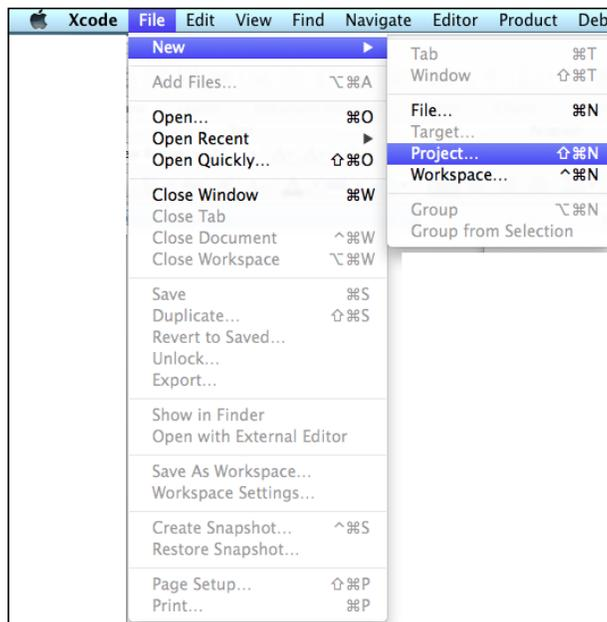 Xcode File Edit View Find Navigate Editor Product Deb
New ▶
Add Files... ⌥⌘A
Open... ⌘O
Open Recent ▶
Open Quickly... ⇧⌘O
Close Window ⌘W
Close Tab
Close Document ^⌘W
Close Workspace ⌥⌘W
Save ⌘S
Duplicate... ⇧⌘S
Revert to Saved...
Unlock...
Export...
Show in Finder
Open with External Editor
Save As Workspace...
Workspace Settings...
Create Snapshot... ^⌘S
Restore Snapshot...
Page Setup... ⇧⌘P
Print... ⌘P
Tab ⌘T
Window ⇧⌘T
File... ⌘N
Target...
Project... ⇧⌘N
Workspace... ^⌘N
Group ⌥⌘N
Group from Selection